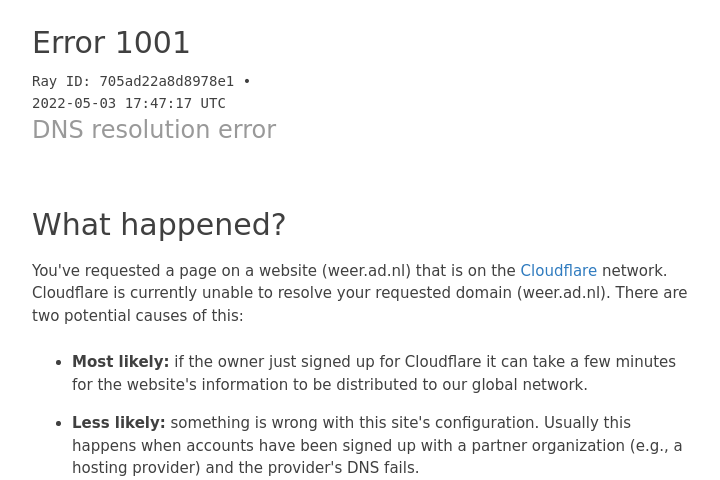 Error 1001
Ray ID: 705ad22a8d8978e1 •
2022-05-03 17:47:17 UTC
DNS resolution error
What happened?
You've requested a page on a website (weer.ad.nl) that is on the Cloudflare network.
Cloudflare is currently unable to resolve your requested domain (weer.ad.nl). There are
two potential causes of this:
• Most likely: if the owner just signed up for Cloudflare it can take a few minutes
for the website's information to be distributed to our global network.
• Less likely: something is wrong with this site's configuration. Usually this
happens when accounts have been signed up with a partner organization (e.g., a
hosting provider) and the provider's DNS fails.